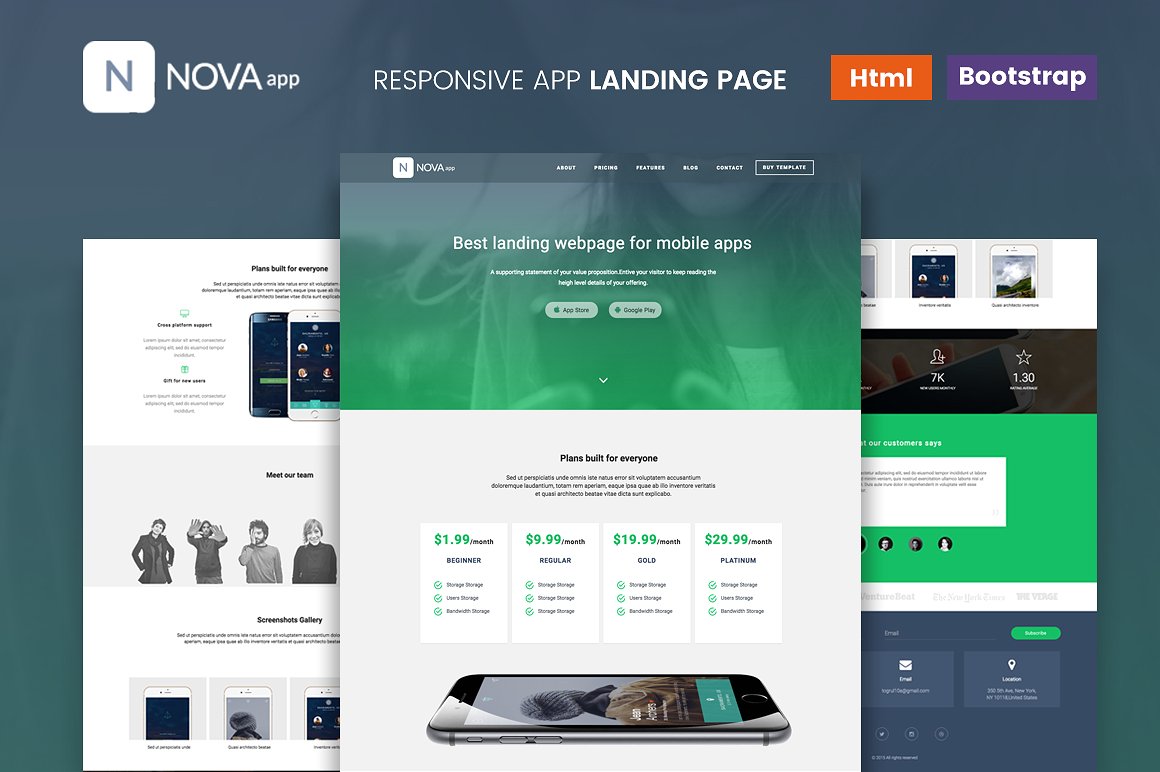 N NOVA app
RESPONSIVE APP LANDING PAGE
Html
Bootstrap
N NOVA app
ABOUT
PRICING
FEATURES
BLOG
CONTACT
BUY TEMPLATE
Best landing webpage for mobile apps
A supporting statement of your value proposition.Entive your visitor to keep reading the
heigh level details of your offering.
App Store
Google Play
Plans built for everyone
Sed ut perspiciatis unde omnis iste natus error sit voluptatem accusantium
doloremque laudantium, totam rem aperiam, eaque ipsa quae ab illo inventore veritatis
et quasi architecto beatae vitae dicta sunt explicabo.
$1.99/month
BEGINNER
Storage Storage
Users Storage
Bandwidth Storage
$9.99/month
REGULAR
Storage Storage
Storage Storage
Storage Storage
$19.99/month
GOLD
Storage Storage
Users Storage
Bandwidth Storage
$29.99/month
PLATINUM
Storage Storage
Users Storage
Bandwidth Storage
Plans built for everyone
Sed ut perspiciatis unde omnis iste natus error sit volupt
doloremque laudantium, totam rem aperiam, eaque ipsa quae ab
et quasi architecto beatae vitae dicta sunt explicabo
Cross platform support
Lorem ipsum dolor sit amet, consectetur
adipiscing elit, sed do eiusmod tempor
incididunt.
Gift for new users
Lorem ipsum dolor sit amet, consectetur
adipiscing elit, sed do eiusmod tempor
incididunt.
Meet our team
Screenshots Gallery
Sed ut perspiciatis unde omnis iste natus error sit voluptatem accusantium dolorem
aperiam, eaque ipsa quae ab illo inventore veritatis et quasi architecto beatae
Sed ut perspiciatis unde
Quasi architecto beatae
Inventore verita
beatae
Inventore veritatis
Quasi architecto inventore
7K
NEW USERS MONTHLY
1.30
RATING AVERAGE
t our customers says
VentureBeat
The New York Times
THE VERGE
Email
Subscribe
Email
togrul10e@gmail.com
Location
350 5th Ave, New York,
NY 10118,United States
© 2015 All rights reserved